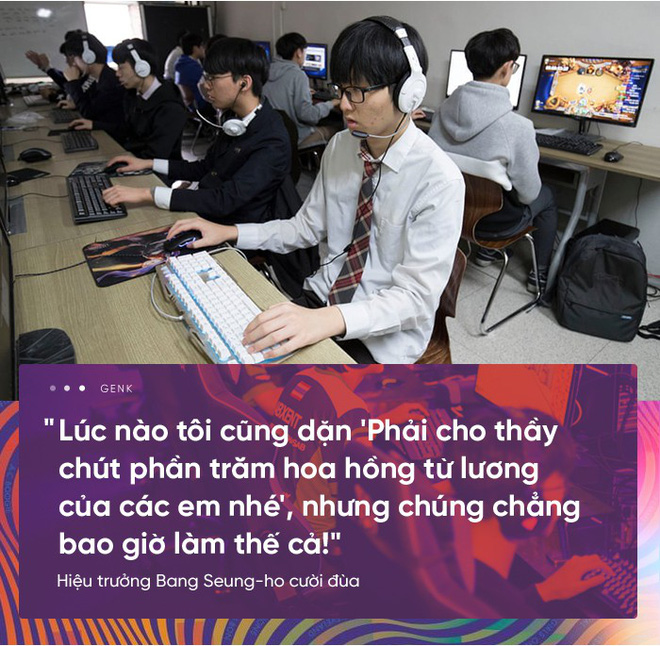 GENK
"Lúc nào tôi cũng dặn 'Phải cho thầy
chút phần trăm hoa hồng từ lương
của các em nhé', nhưng chúng chẳng
bao giờ làm thế cả!"
Hiệu trưởng Bang Seung-ho cười đùa